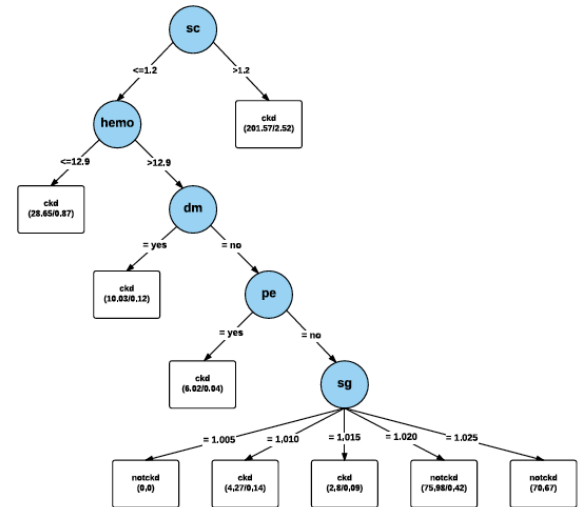 sc
<=1.2
>1.2
hemo
ckd
(201.57/2.52)
<=12.9
>12.9
ckd
(28.65/0.87)
dm
= yes
= no
ckd
(10.03/0.12)
pe
= yes
= no
ckd
(6.02/0.04)
sg
= 1.005
= 1.010
= 1.015
= 1.020
= 1.025
notckd
(0,0)
ckd
(4,27/0,14)
ckd
(2,8/0,09)
notckd
(75,98/0,42)
notckd
(70,67)